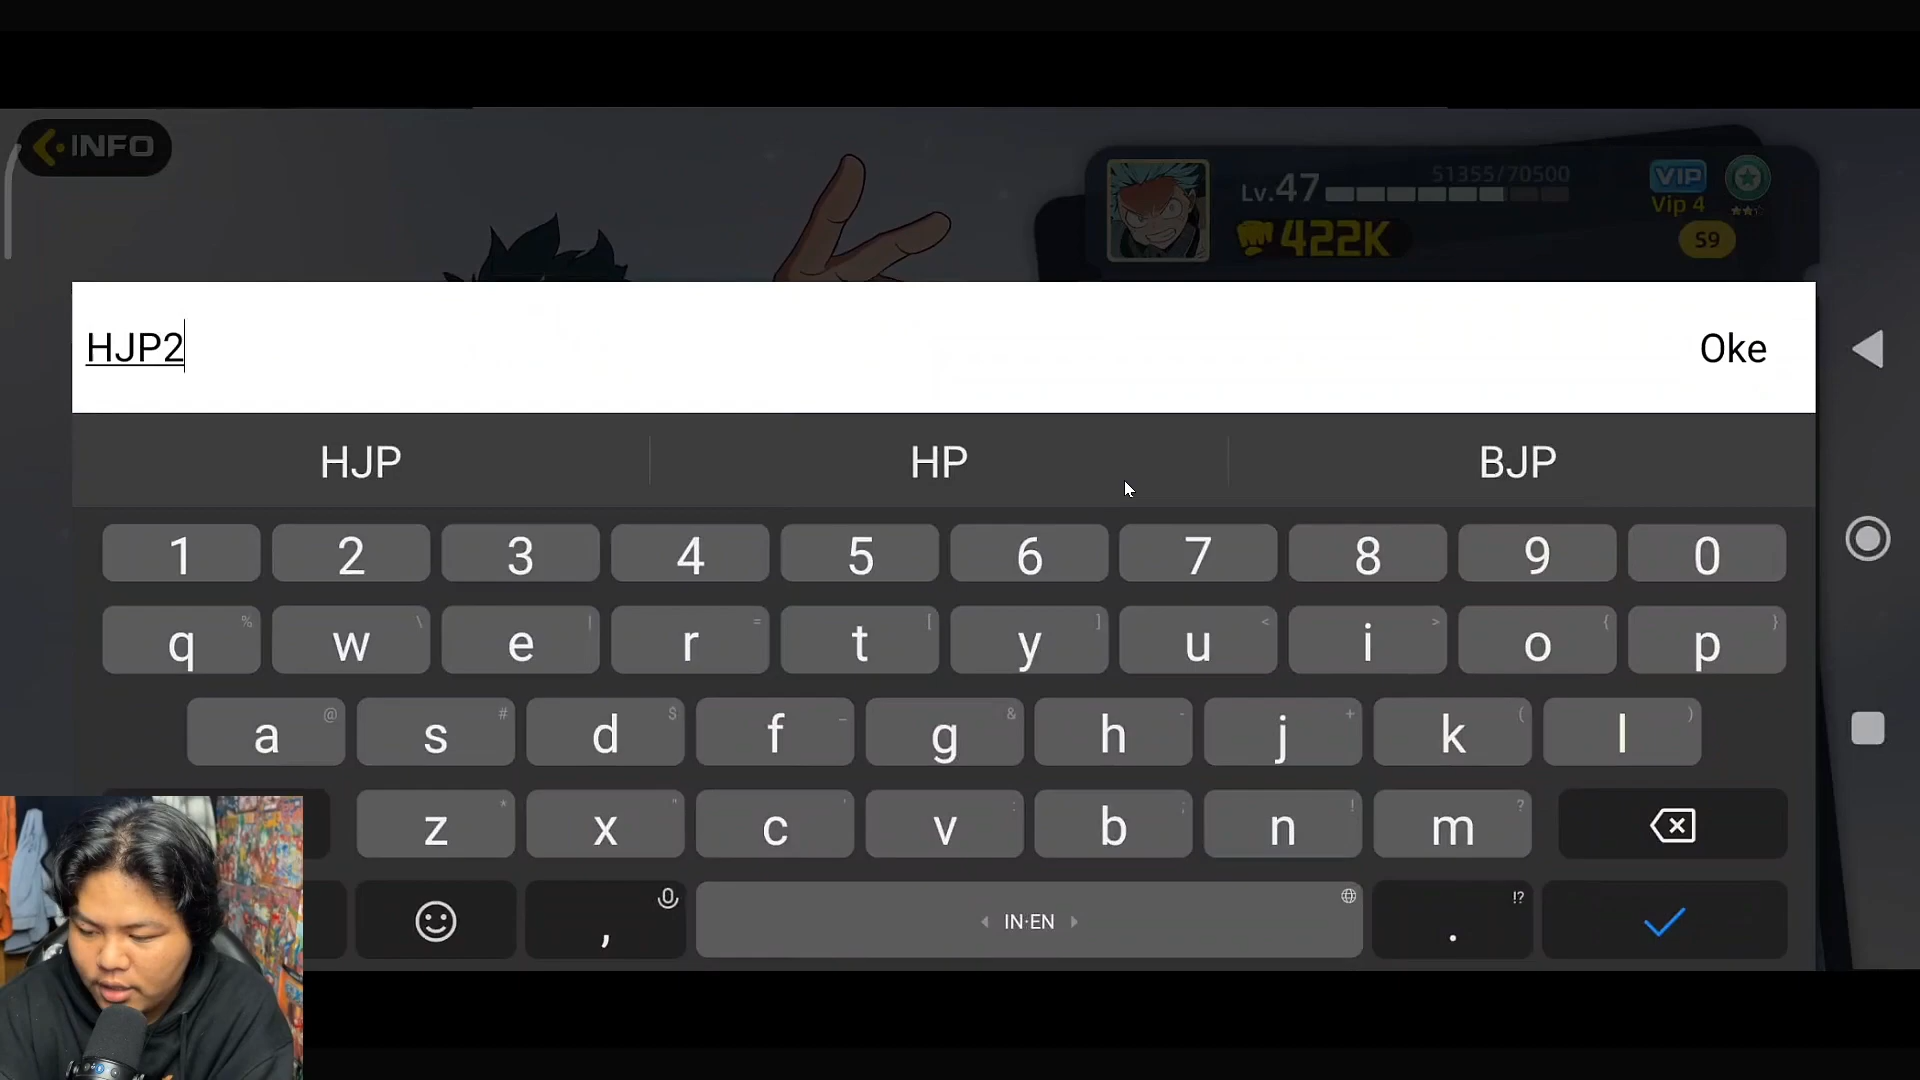 INFO
Lv.47
51355/70500
VIP
Vip 4
422K
S9
HJP2
Oke
HJP HP BJP
1 2 3 4 5 6 7 8 9 0
q % w \ e | r = t [ y ] u < i > o { p }
a @ s # d $ f _ g & h - j + k ( l )
z * x " c ' v : b ; n ! m ?
, IN·EN . !?